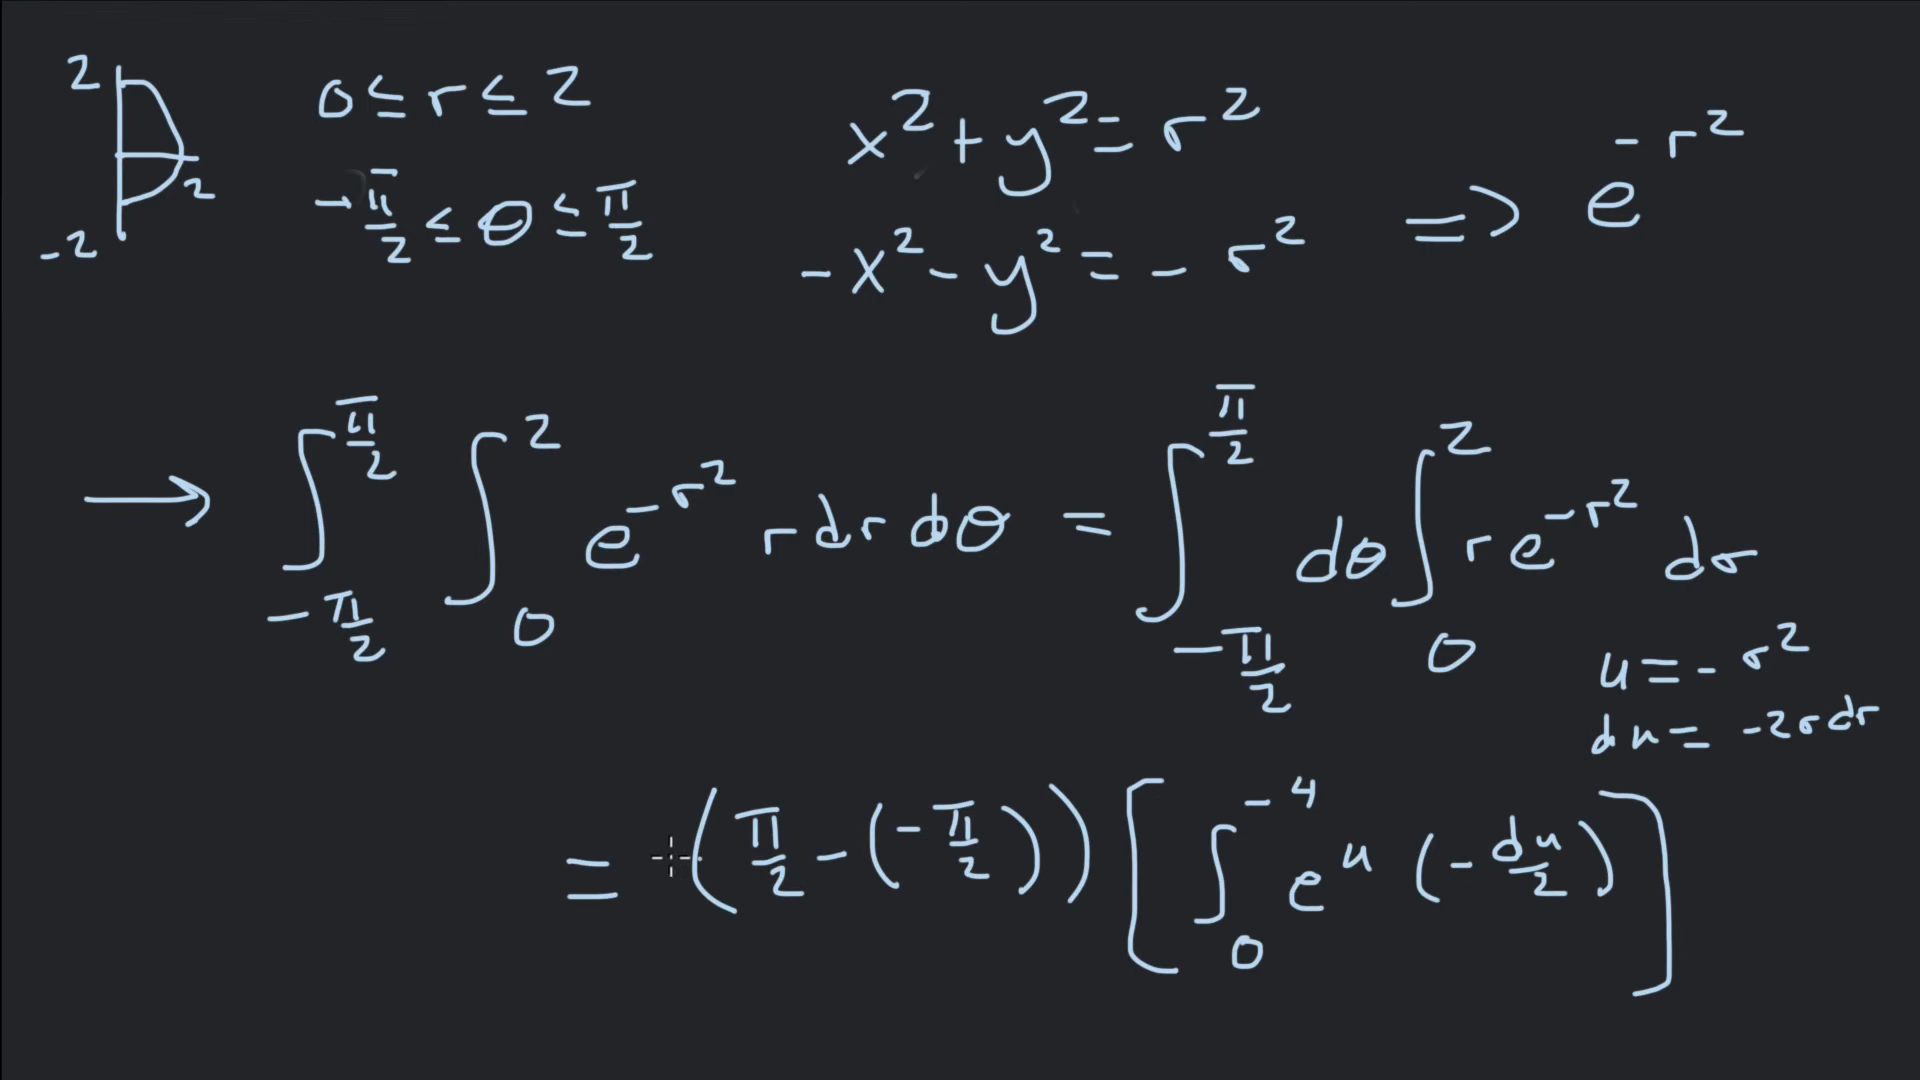 2
-2
2
0 ≤ r ≤ 2
-π/2 ≤ θ ≤ π/2
x² + y² = r²
-x² - y² = - r²
⇒ e^{-r²}
→ ∫_{-π/2}^{π/2} ∫_0^2 e^{-r²} r dr dθ = ∫_{-π/2}^{π/2} dθ ∫_0^2 r e^{-r²} dr
u = - r²
du = -2r dr
= (π/2 - (-π/2)) [ ∫_0^{-4} e^u (-du/2) ]